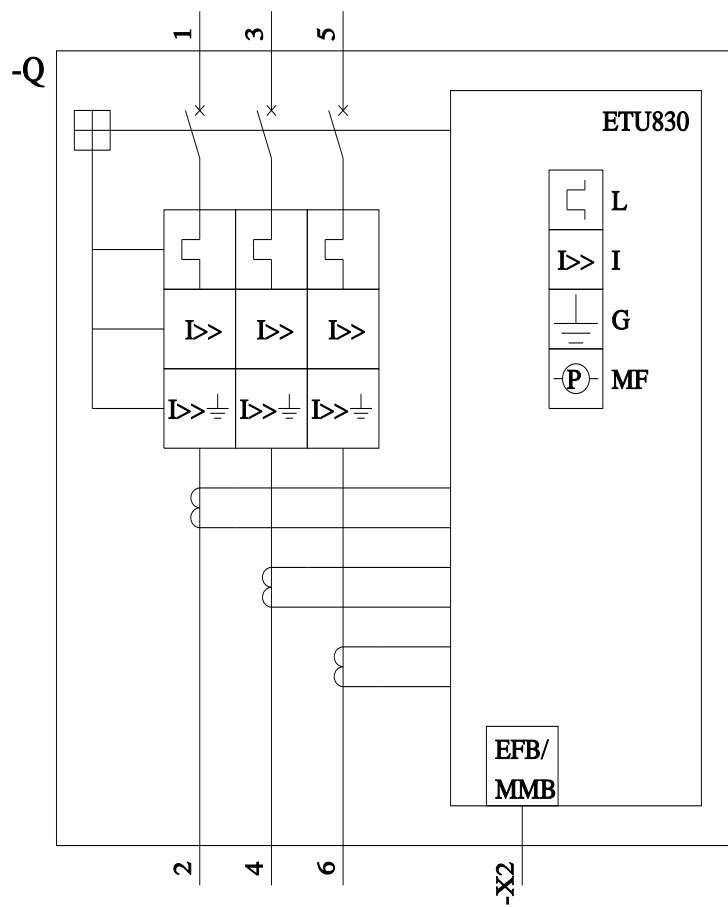 1 3 5
-Q
ETU830
L
I>> I
G
P MF
I>> I>> I>>
I>> I>> I>>
EFB/
MMB
2 4 6 -X2